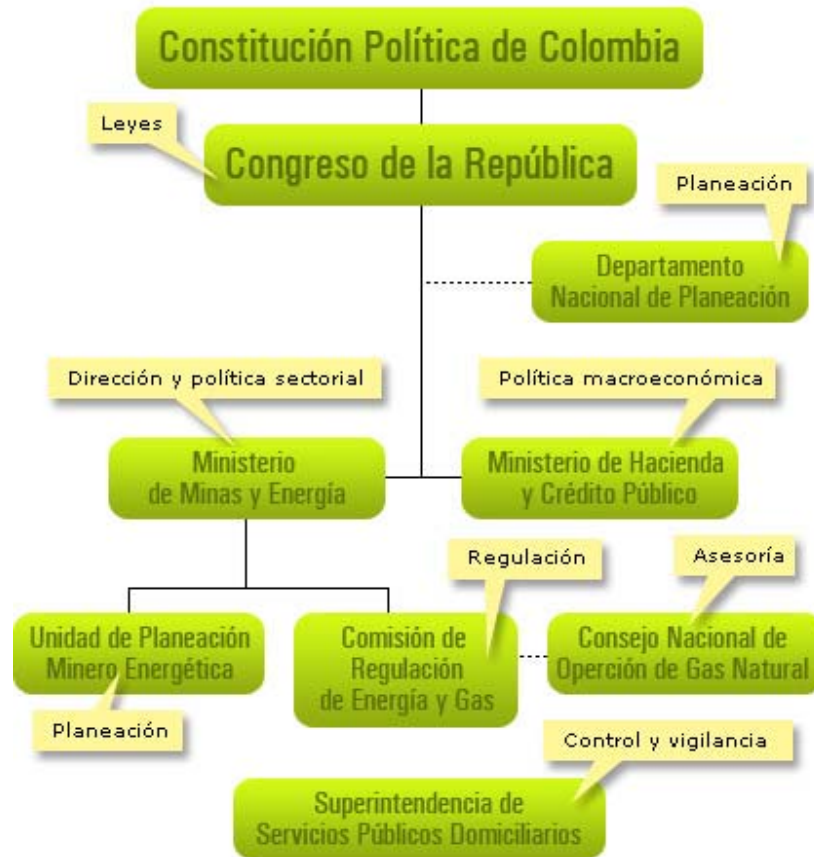 Constitución Política de Colombia
Leyes
Congreso de la República
Planeación
Departamento
Nacional de Planeación
Dirección y política sectorial
Política macroeconómica
Ministerio
de Minas y Energía
Ministerio de Hacienda
y Crédito Público
Regulación
Asesoría
Unidad de Planeación
Minero Energética
Comisión de
Regulación
de Energía y Gas
Consejo Nacional de
Operción de Gas Natural
Planeación
Control y vigilancia
Superintendencia de
Servicios Públicos Domiciliarios